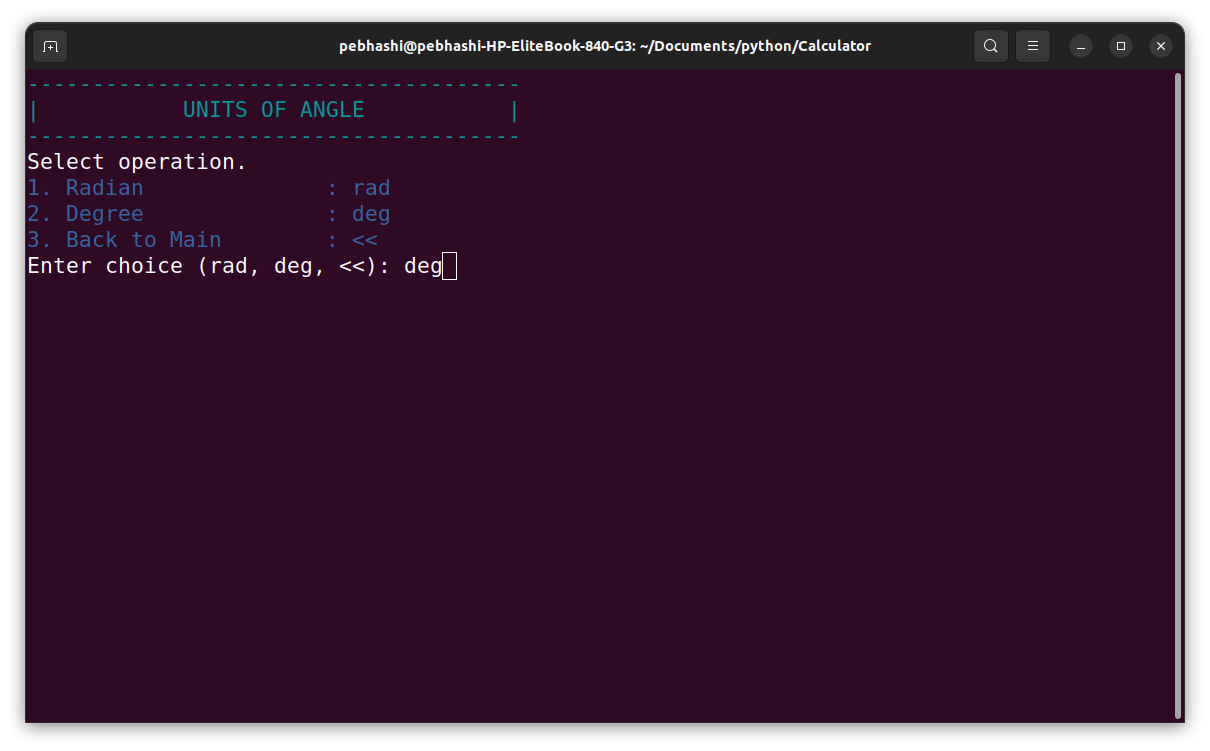 pebhashi@pebhashi-HP-EliteBook-840-G3: ~/Documents/python/Calculator
--------------------------------------
|           UNITS OF ANGLE           |
--------------------------------------
Select operation.
1. Radian              : rad
2. Degree              : deg
3. Back to Main        : <<
Enter choice (rad, deg, <<): deg